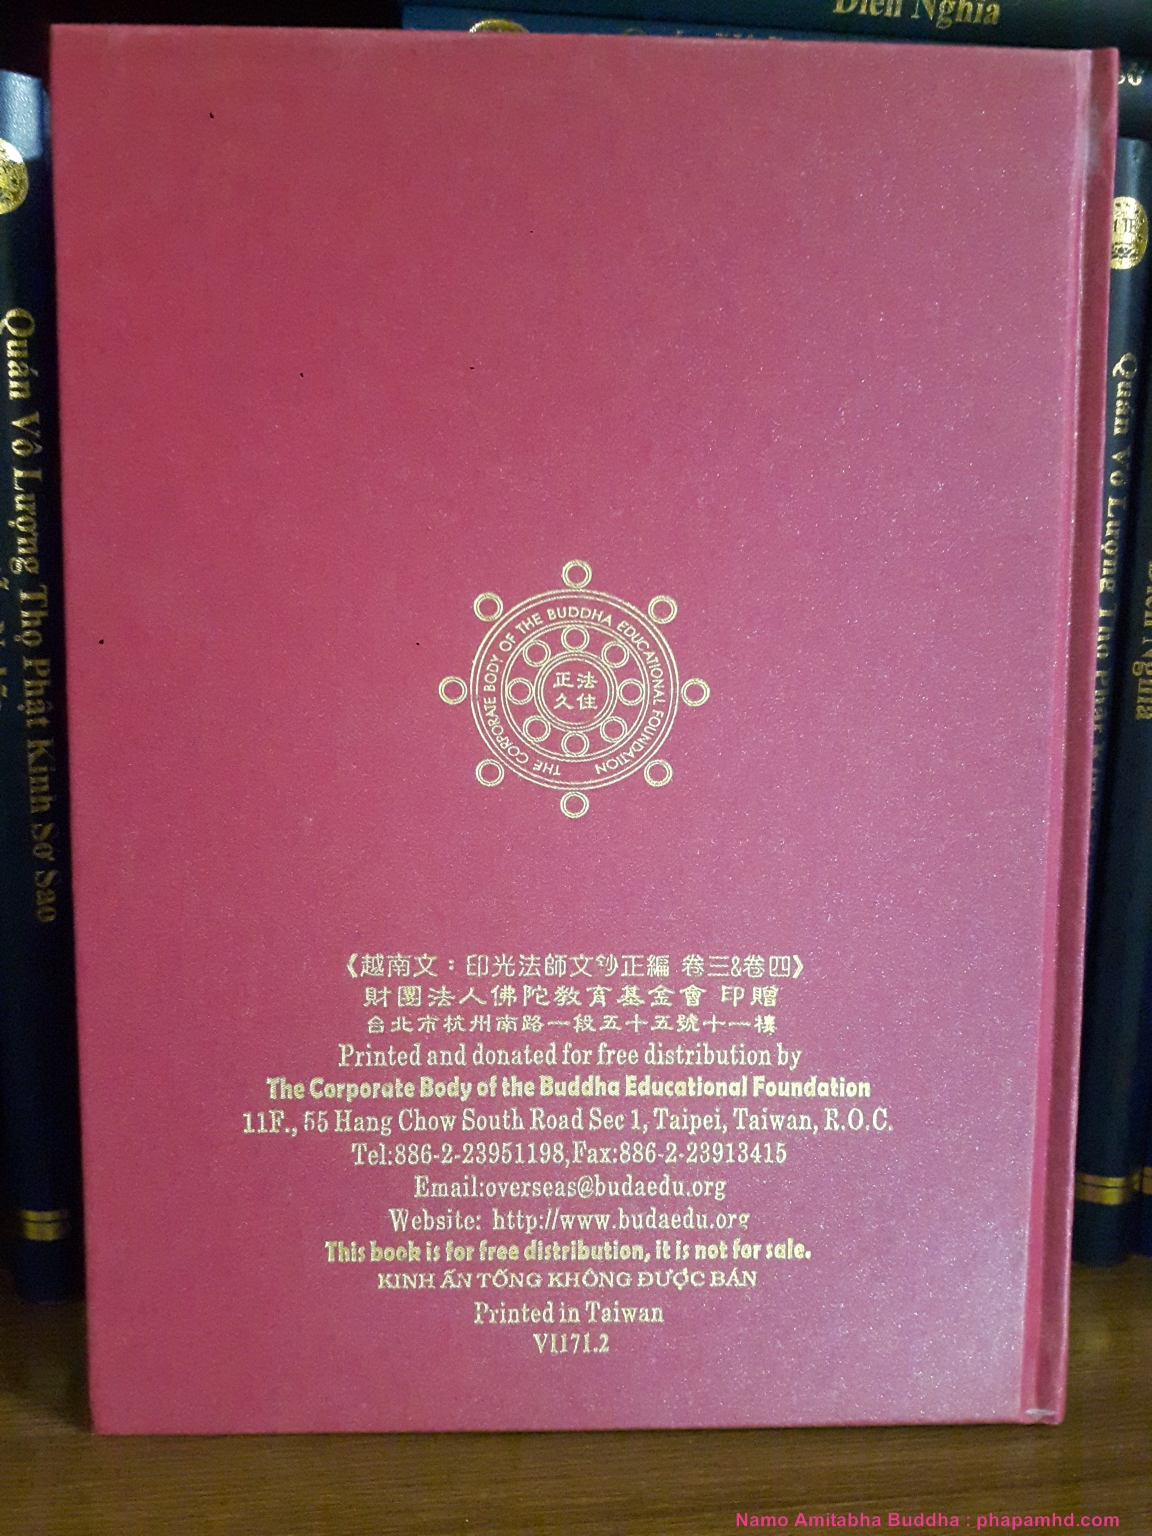 Diễn Nghĩa
Quán Vô Lượng Thọ Phật Kinh Sớ Sao
Quán Vô Lượng Thọ Phật
Diễn Nghĩa
THE CORPORATE BODY OF THE BUDDHA EDUCATIONAL FOUNDATION
正法
久住
《越南文：印光法師文鈔正編 卷三&卷四》
財團法人佛陀教育基金會 印贈
台北市杭州南路一段五十五號十一樓
Printed and donated for free distribution by
The Corporate Body of the Buddha Educational Foundation
11F., 55 Hang Chow South Road Sec 1, Taipei, Taiwan, R.O.C.
Tel:886-2-23951198,Fax:886-2-23913415
Email:overseas@budaedu.org
Website: http://www.budaedu.org
This book is for free distribution, it is not for sale.
KINH ẤN TỐNG KHÔNG ĐƯỢC BÁN
Printed in Taiwan
VI171.2
Namo Amitabha Buddha : phapamhd.com